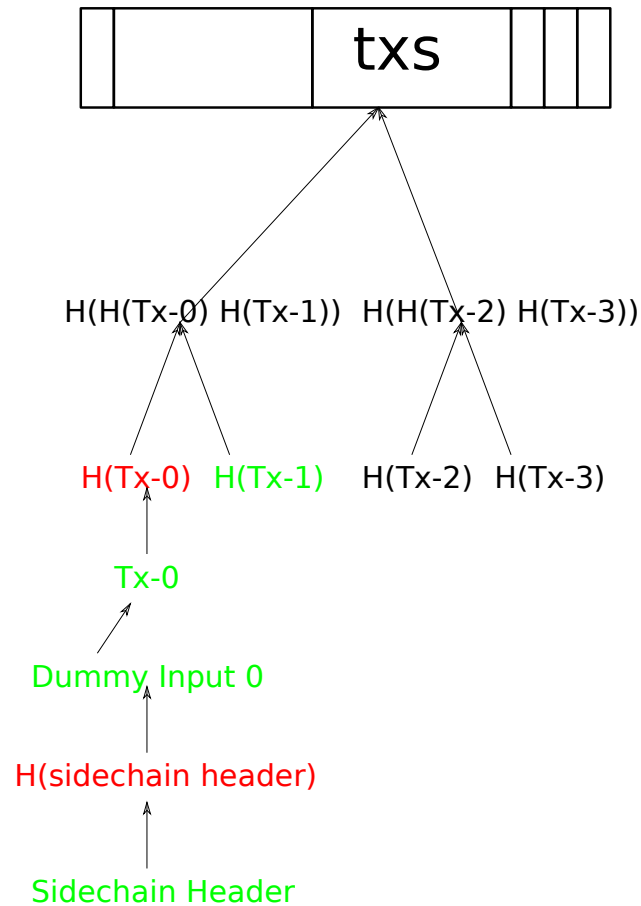 txs
H(H(Tx-0) H(Tx-1)) H(H(Tx-2) H(Tx-3))
H(Tx-0) H(Tx-1) H(Tx-2) H(Tx-3)
Tx-0
Dummy Input 0
H(sidechain header)
Sidechain Header